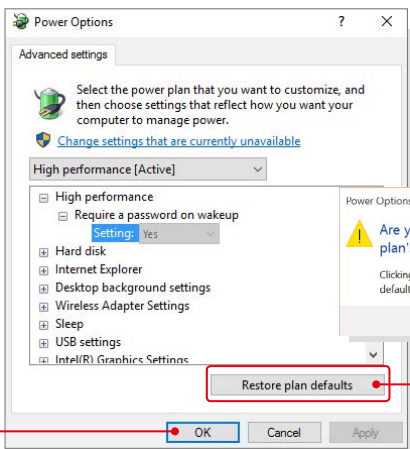 Power Options
Advanced settings
Select the power plan that you want to customize, and
then choose settings that reflect how you want your
computer to manage power.
Change settings that are currently unavailable
High performance [Active]
High performance
Require a password on wakeup
Setting: Yes
Hard disk
Internet Explorer
Desktop background settings
Wireless Adapter Settings
Sleep
USB settings
Intel(R) Graphics Settings
Power Options
Are y
plan'
Clicking
default
Restore plan defaults
OK
Cancel
Apply